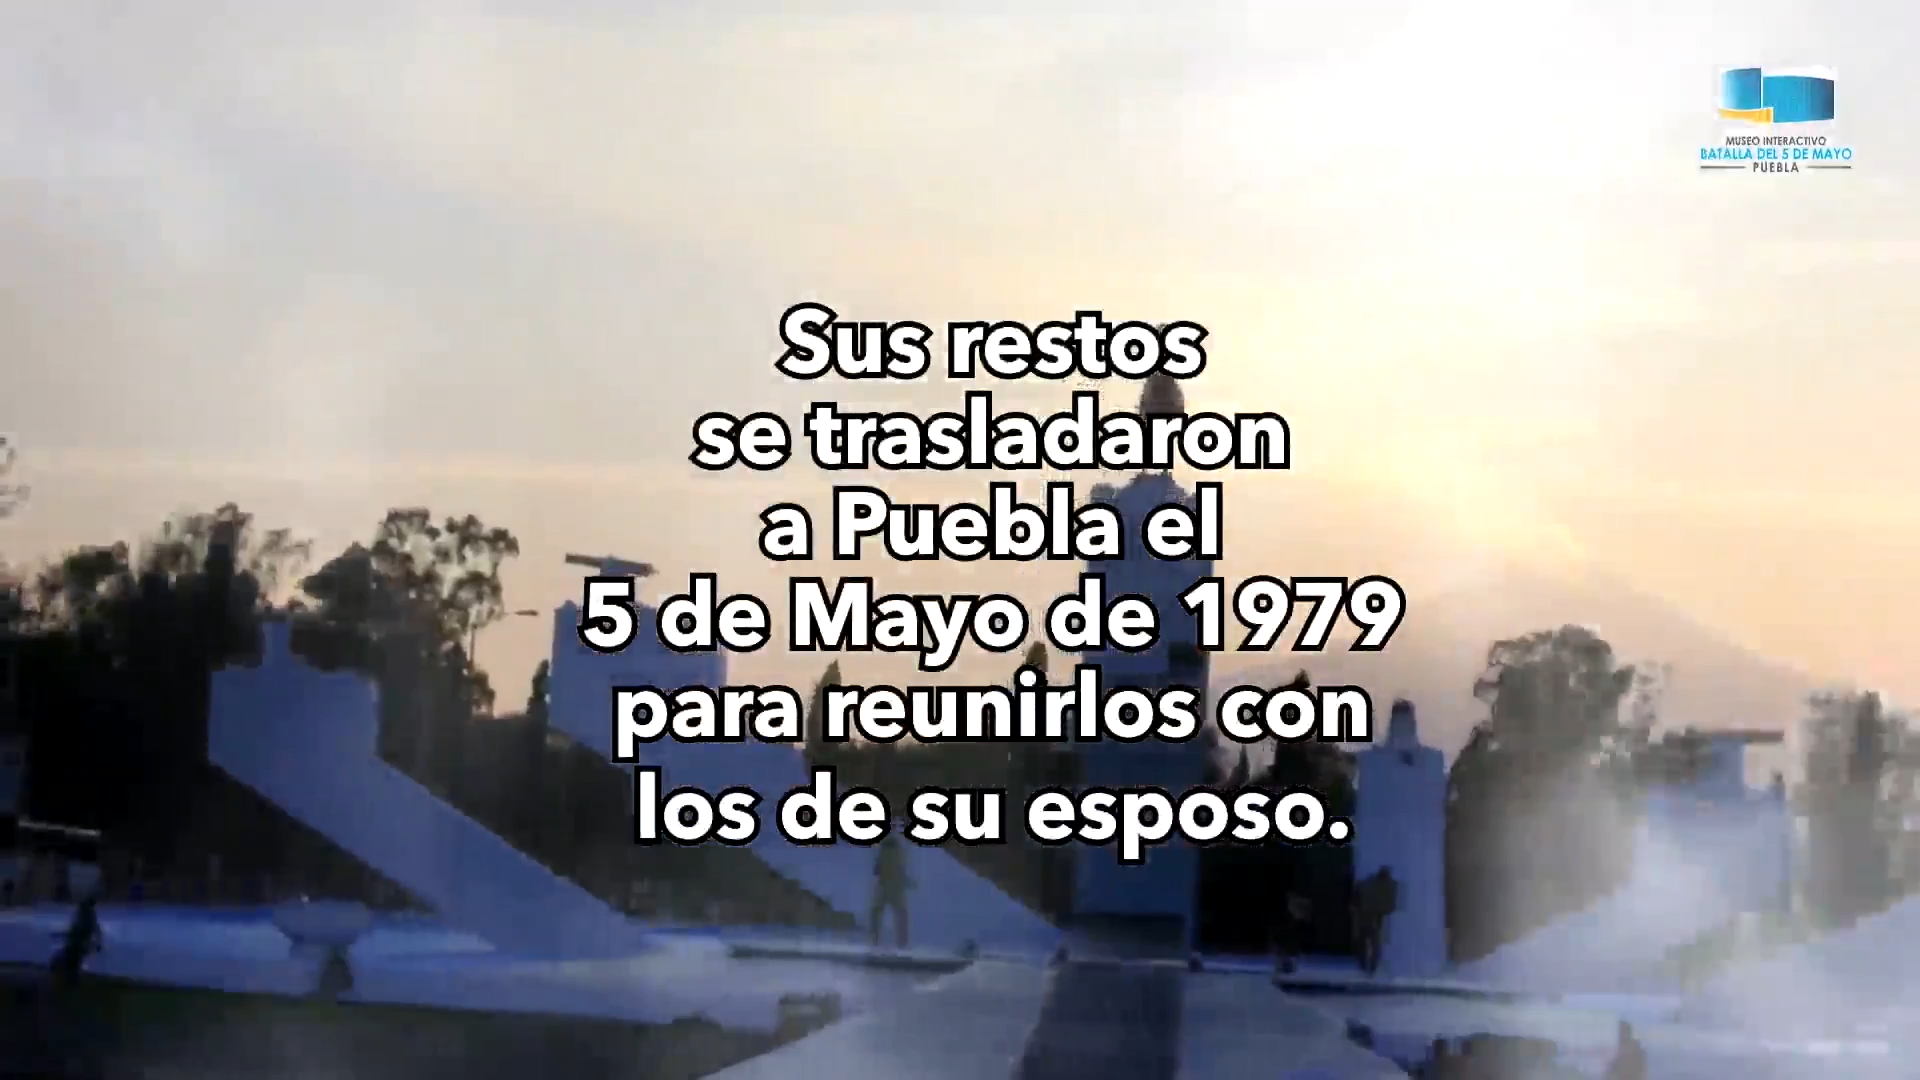 MUSEO INTERACTIVO
BATALLA DEL 5 DE MAYO
PUEBLA
Sus restos
se trasladaron
a Puebla el
5 de Mayo de 1979
para reunirlos con
los de su esposo.